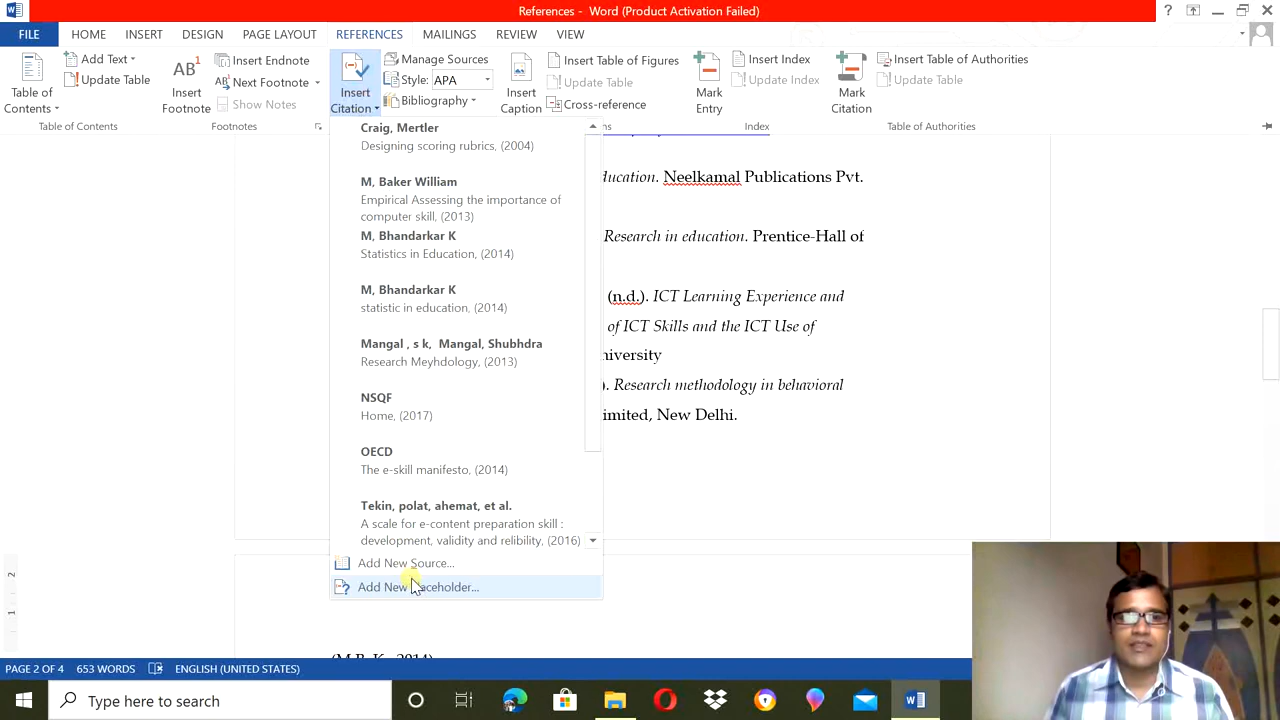 References - Word (Product Activation Failed)
FILE HOME INSERT DESIGN PAGE LAYOUT REFERENCES MAILINGS REVIEW VIEW
Table of Contents
Add Text
Update Table
Table of Contents
AB1
Insert Footnote
Insert Endnote
Next Footnote
Show Notes
Footnotes
Insert Citation
Manage Sources
Style: APA
Bibliography
Insert Caption
Insert Table of Figures
Update Table
Cross-reference
ns
Mark Entry
Insert Index
Update Index
Index
Mark Citation
Insert Table of Authorities
Update Table
Table of Authorities
Craig, Mertler
Designing scoring rubrics, (2004)
M, Baker William
Empirical Assessing the importance of
computer skill, (2013)
M, Bhandarkar K
Statistics in Education, (2014)
M, Bhandarkar K
statistic in education, (2014)
Mangal , s k, Mangal, Shubhdra
Research Meyhdology, (2013)
NSQF
Home, (2017)
OECD
The e-skill manifesto, (2014)
Tekin, polat, ahemat, et al.
A scale for e-content preparation skill :
development, validity and relibility, (2016)
Add New Source...
Add New Placeholder...
ducation. Neelkamal Publications Pvt.
Research in education. Prentice-Hall of
(n.d.). ICT Learning Experience and
of ICT Skills and the ICT Use of
niversity
). Research methodology in behavioral
imited, New Delhi.
(M B. K., 2014)
2
1
PAGE 2 OF 4 653 WORDS ENGLISH (UNITED STATES)
Type here to search